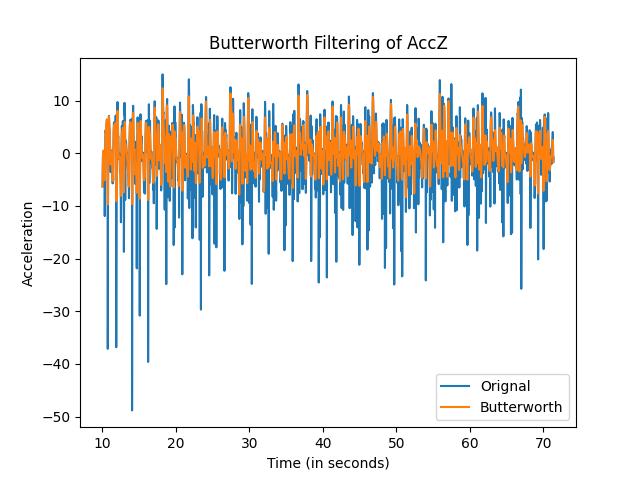 Butterworth Filtering of AccZ
Acceleration
10
0
−10
−20
−30
−40
−50
10
20
30
40
50
60
70
Time (in seconds)
Orignal
Butterworth